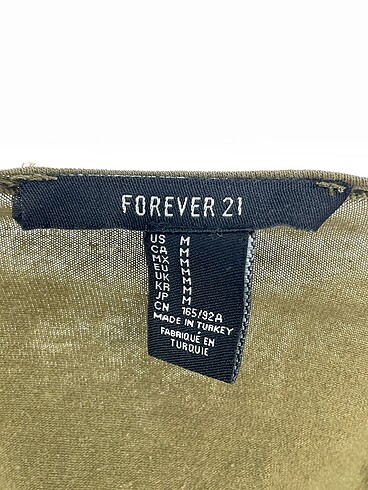 FOREVER 21
US M
CA M
MX M
EU M
UK M
KR M
JP M
CN 165/92A
MADE IN TURKEY
FABRIQUÉ EN
TURQUIE